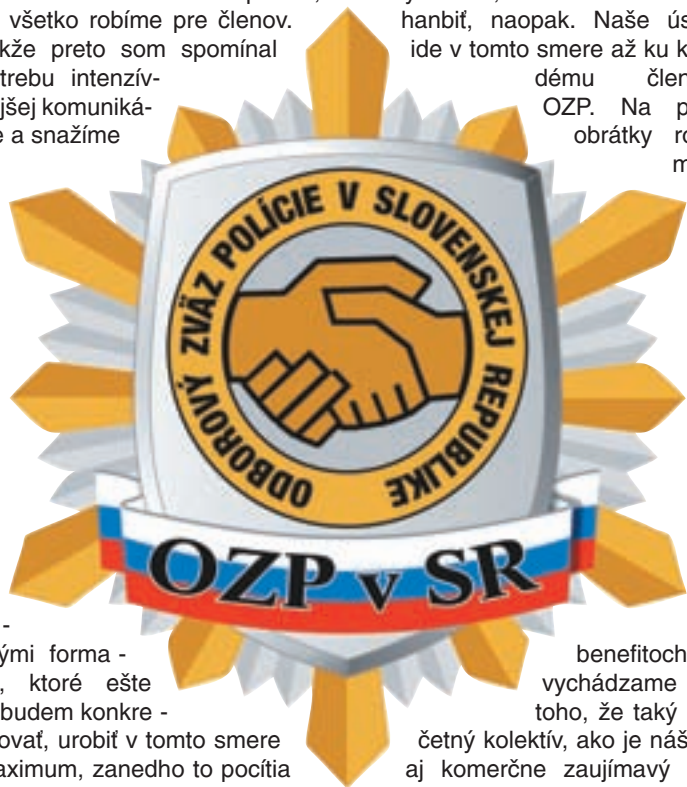 všetko robíme pre členov.
kže preto som spomínal
trebu intenzív-
jšej komuniká-
e a snažíme
hanbiť, naopak. Naše ús
ide v tomto smere až ku k
dému člen
OZP. Na p
obrátky ro
m
ODBOROVÝ ZVÄZ POLÍCIE V SLOVENSKEJ REPUBLIKE
OZP v SR
-
ými forma -
, ktoré ešte
budem konkre -
ovať, urobiť v tomto smere
aximum, zanedho to pocítia
benefitoch
vychádzame
toho, že taký
četný kolektív, ako je náš
aj komerčne zaujímavý